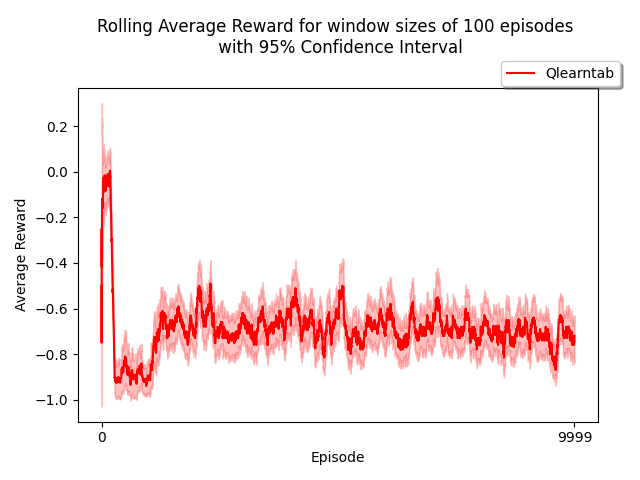 Rolling Average Reward for window sizes of 100 episodes
with 95% Confidence Interval
Qlearntab
Average Reward
0.2
0.0
−0.2
−0.4
−0.6
−0.8
−1.0
0
9999
Episode